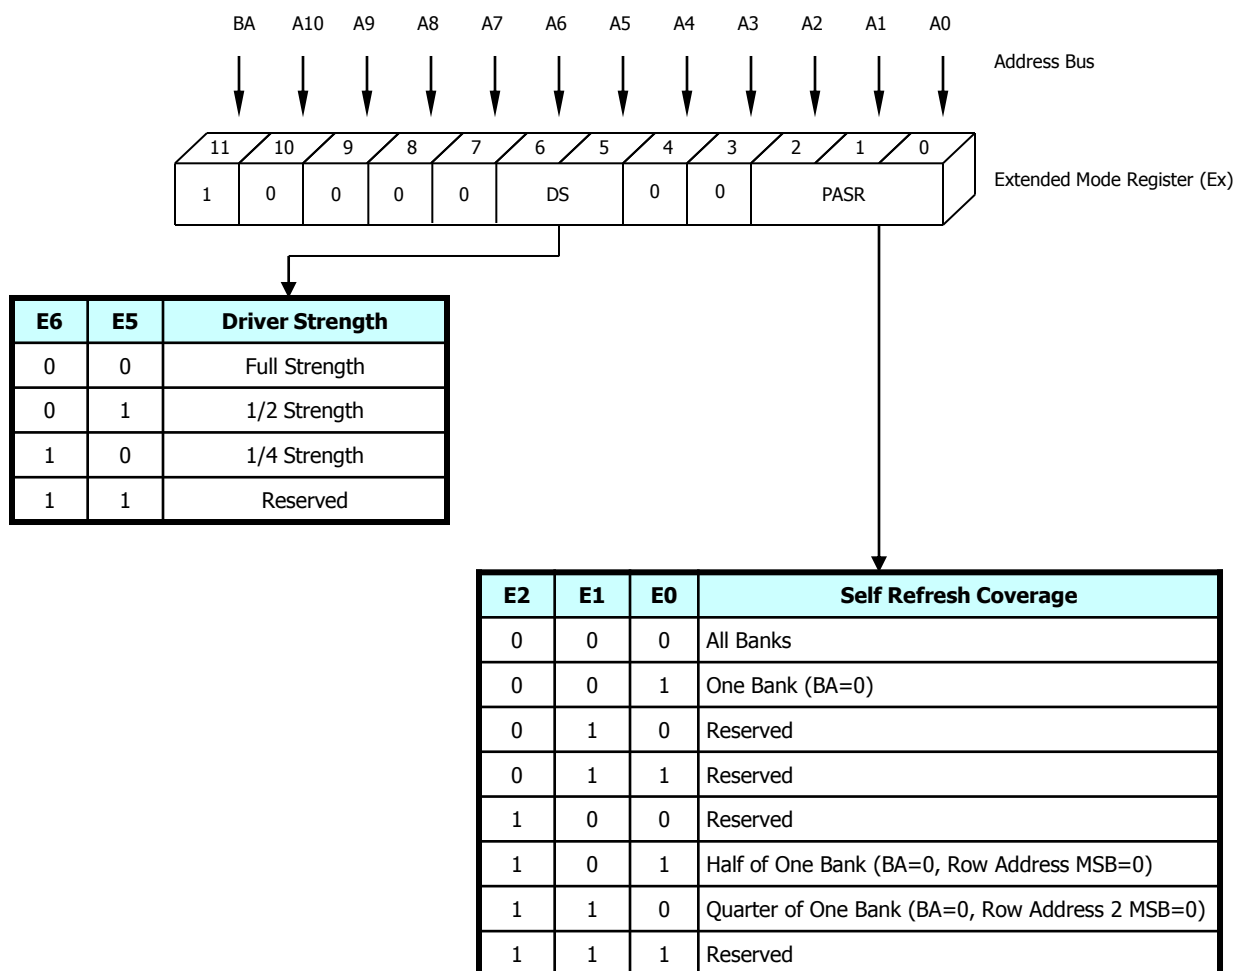 BA A10 A9 A8 A7 A6 A5 A4 A3 A2 A1 A0
Address Bus
11 10 9 8 7 6 5 4 3 2 1 0
1 0 0 0 0 DS 0 0 PASR
Extended Mode Register (Ex)
E6 E5 Driver Strength
0 0 Full Strength
0 1 1/2 Strength
1 0 1/4 Strength
1 1 Reserved
E2 E1 E0 Self Refresh Coverage
0 0 0 All Banks
0 0 1 One Bank (BA=0)
0 1 0 Reserved
0 1 1 Reserved
1 0 0 Reserved
1 0 1 Half of One Bank (BA=0, Row Address MSB=0)
1 1 0 Quarter of One Bank (BA=0, Row Address 2 MSB=0)
1 1 1 Reserved